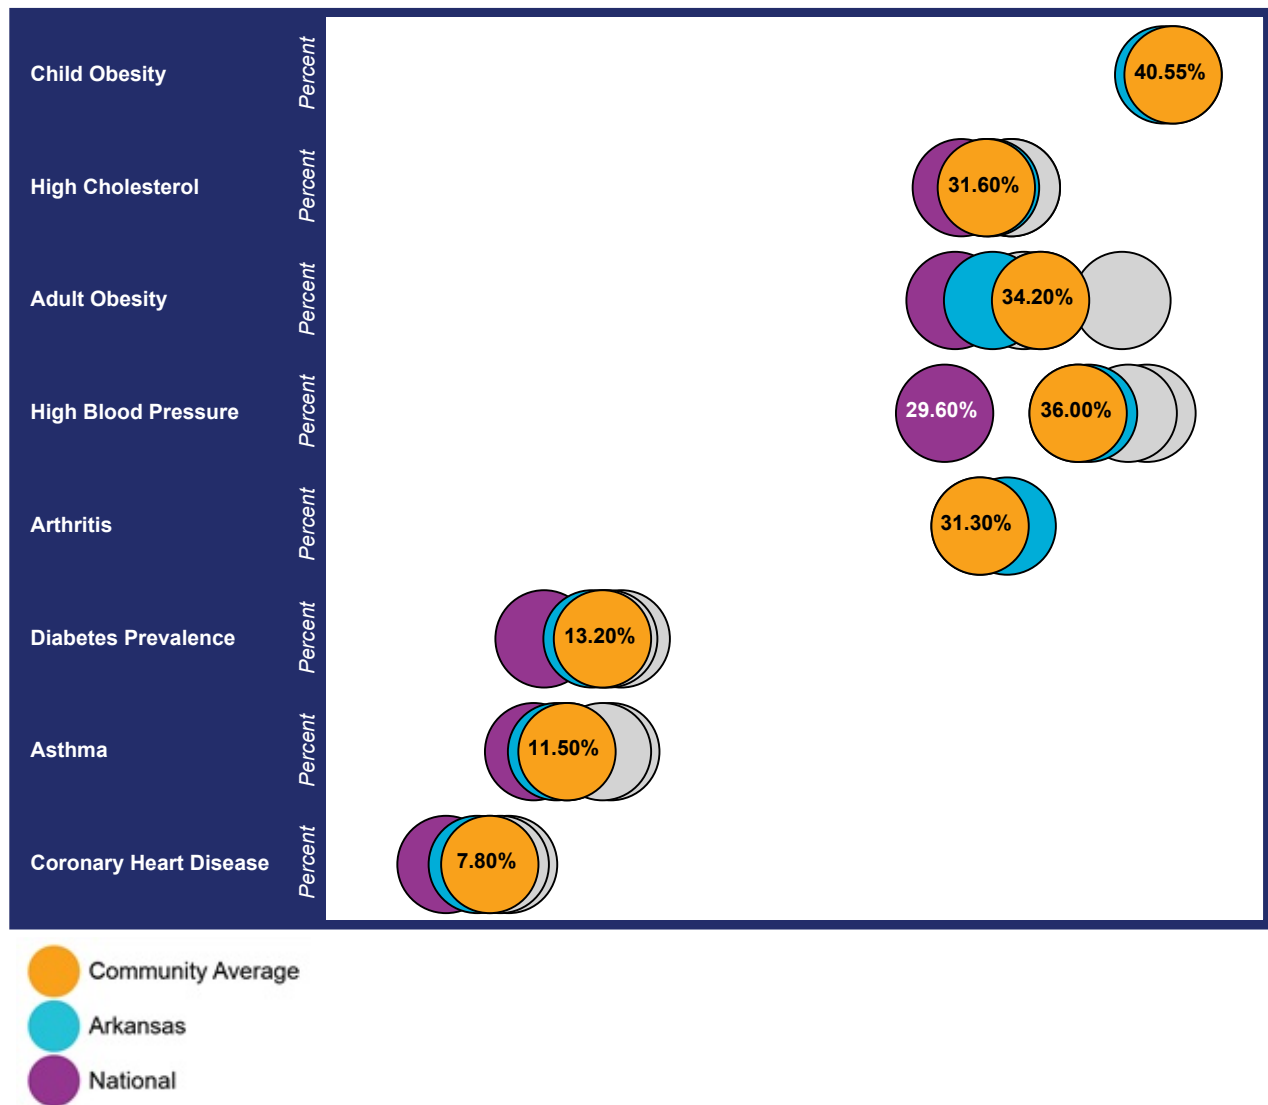 Child Obesity Percent 40.55%
High Cholesterol Percent 31.60%
Adult Obesity Percent 34.20%
High Blood Pressure Percent 29.60% 36.00%
Arthritis Percent 31.30%
Diabetes Prevalence Percent 13.20%
Asthma Percent 11.50%
Coronary Heart Disease Percent 7.80%
Community Average
Arkansas
National